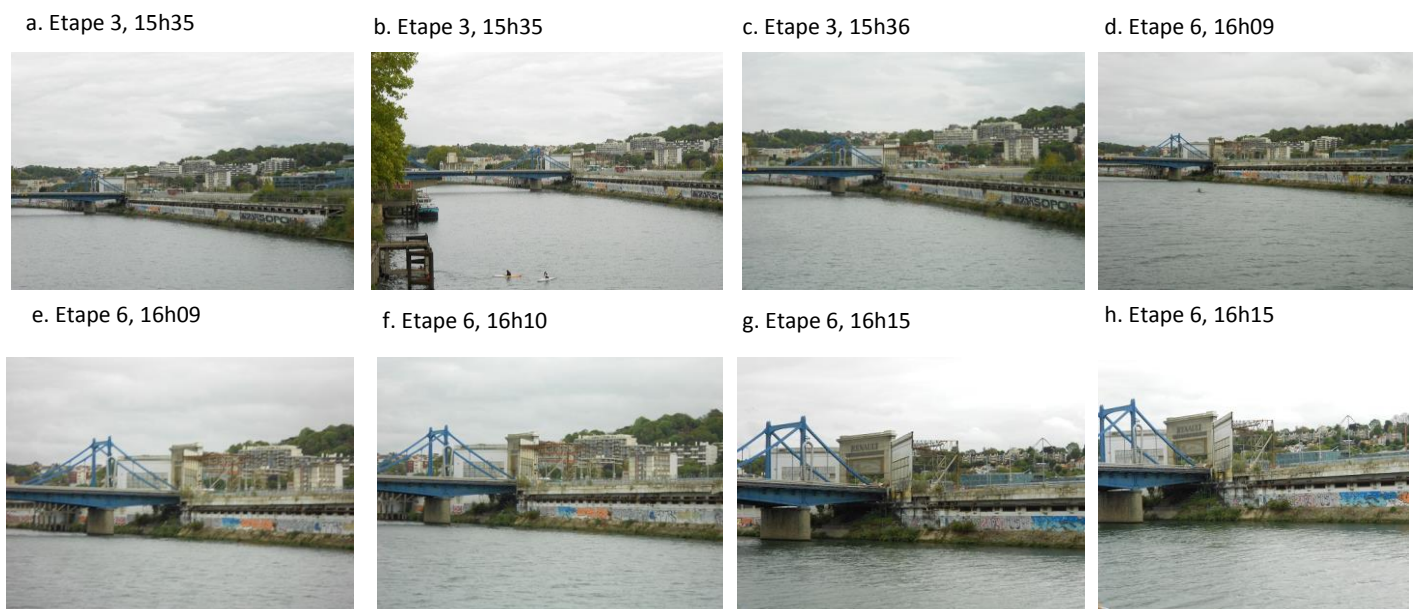 a. Etape 3, 15h35
b. Etape 3, 15h35
c. Etape 3, 15h36
d. Etape 6, 16h09
e. Etape 6, 16h09
f. Etape 6, 16h10
g. Etape 6, 16h15
h. Etape 6, 16h15
RENAULT